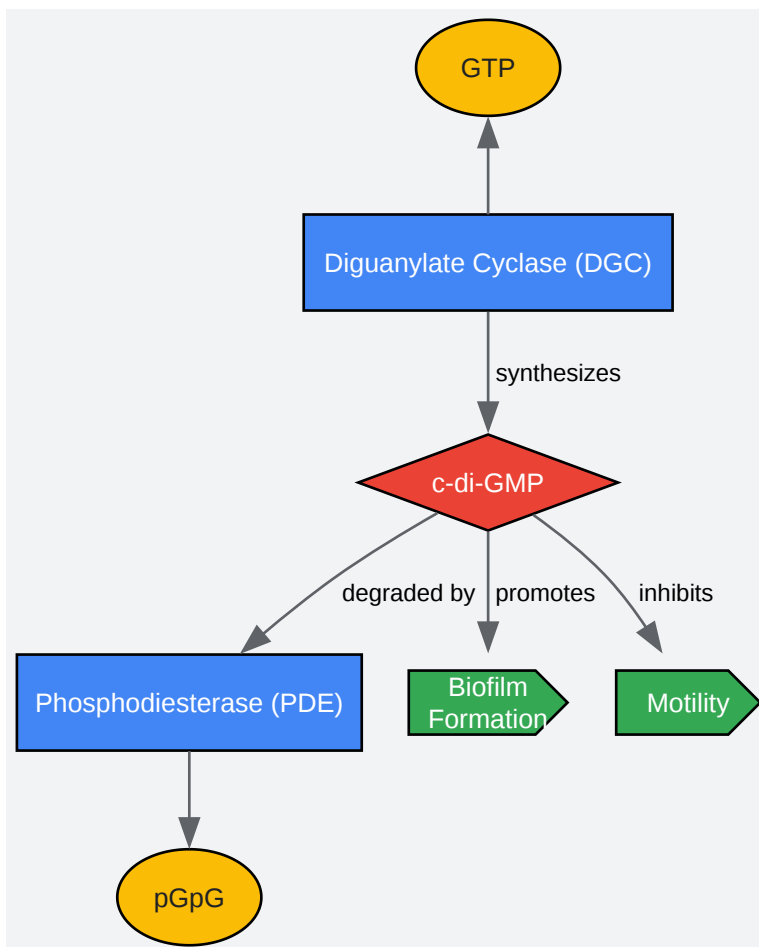 GTP
Diguanylate Cyclase (DGC)
synthesizes
c-di-GMP
degraded by
promotes
inhibits
Phosphodiesterase (PDE)
Biofilm
Formation
Motility
pGpG